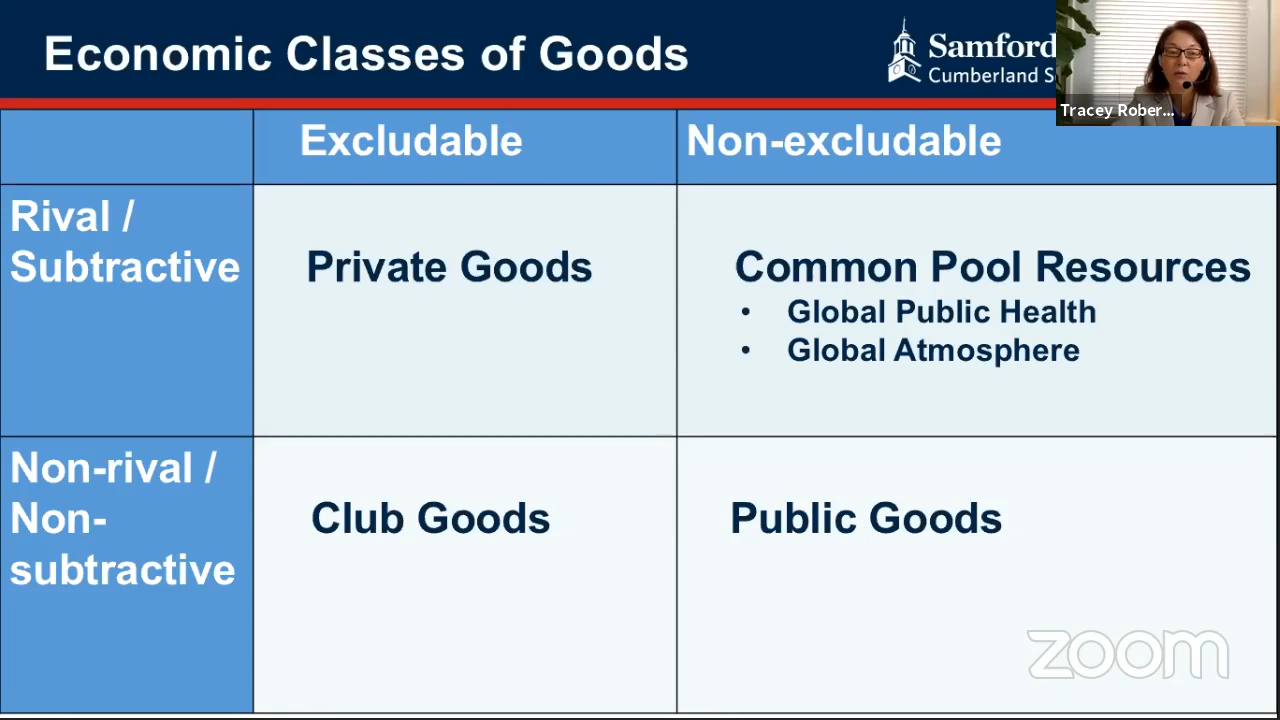 Economic Classes of Goods
Samford
Cumberland S
Tracey Rober...
Excludable
Non-excludable
Rival /
Subtractive
Private Goods
Common Pool Resources
• Global Public Health
• Global Atmosphere
Non-rival /
Non-
subtractive
Club Goods
Public Goods
zoom